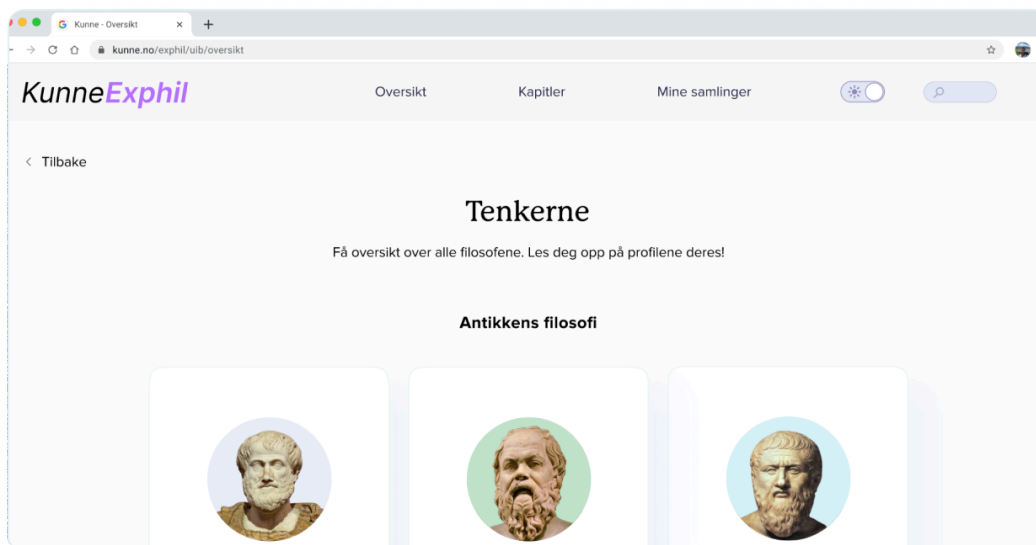 Kunne - Oversikt
kunne.no/exphil/uib/oversikt
KunneExphil Oversikt Kapitler Mine samlinger
Tilbake
Tenkerne
Få oversikt over alle filosofene. Les deg opp på profilene deres!
Antikkens filosofi